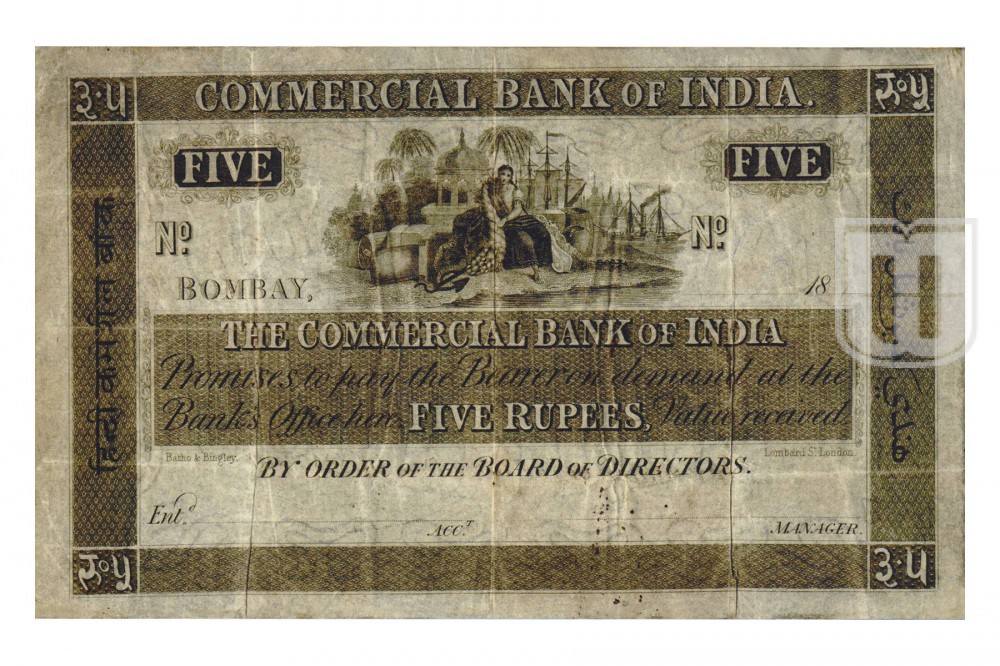 COMMERCIAL BANK OF INDIA.
FIVE
FIVE
Nº
Nº
BOMBAY,
18
THE COMMERCIAL BANK OF INDIA
Promises to pay the Bearer on demand at the
Bank's Office here FIVE RUPEES, Value received
Batho & Bingley.
Lombard St. London
BY ORDER OF THE BOARD OF DIRECTORS.
Ent.d
ACC.T
MANAGER.